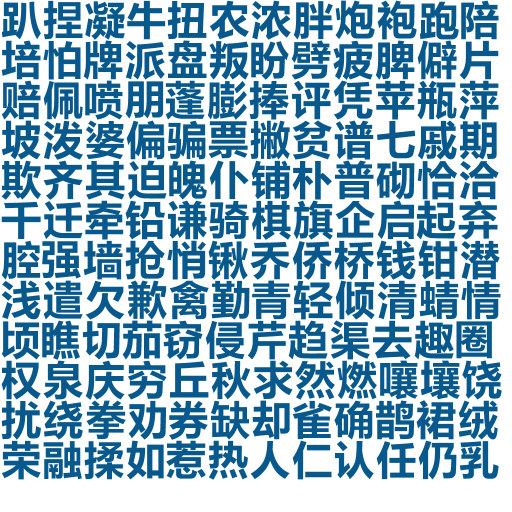 趴捏凝牛扭农浓胖炮袍跑陪
培怕牌派盘叛盼劈疲脾僻片
赔佩喷朋蓬膨捧评凭苹瓶萍
坡泼婆偏骗票撇贫谱七戚期
欺齐其迫魄仆铺朴普砌恰洽
千迁牵铅谦骑棋旗企启起弃
腔强墙抢悄锹乔侨桥钱钳潜
浅遣欠歉禽勤青轻倾清蜻情
顷瞧切茄窃侵芹趋渠去趣圈
权泉庆穷丘秋求然燃嚷壤饶
扰绕拳劝券缺却雀确鹊裙绒
荣融揉如惹热人仁认任仍乳